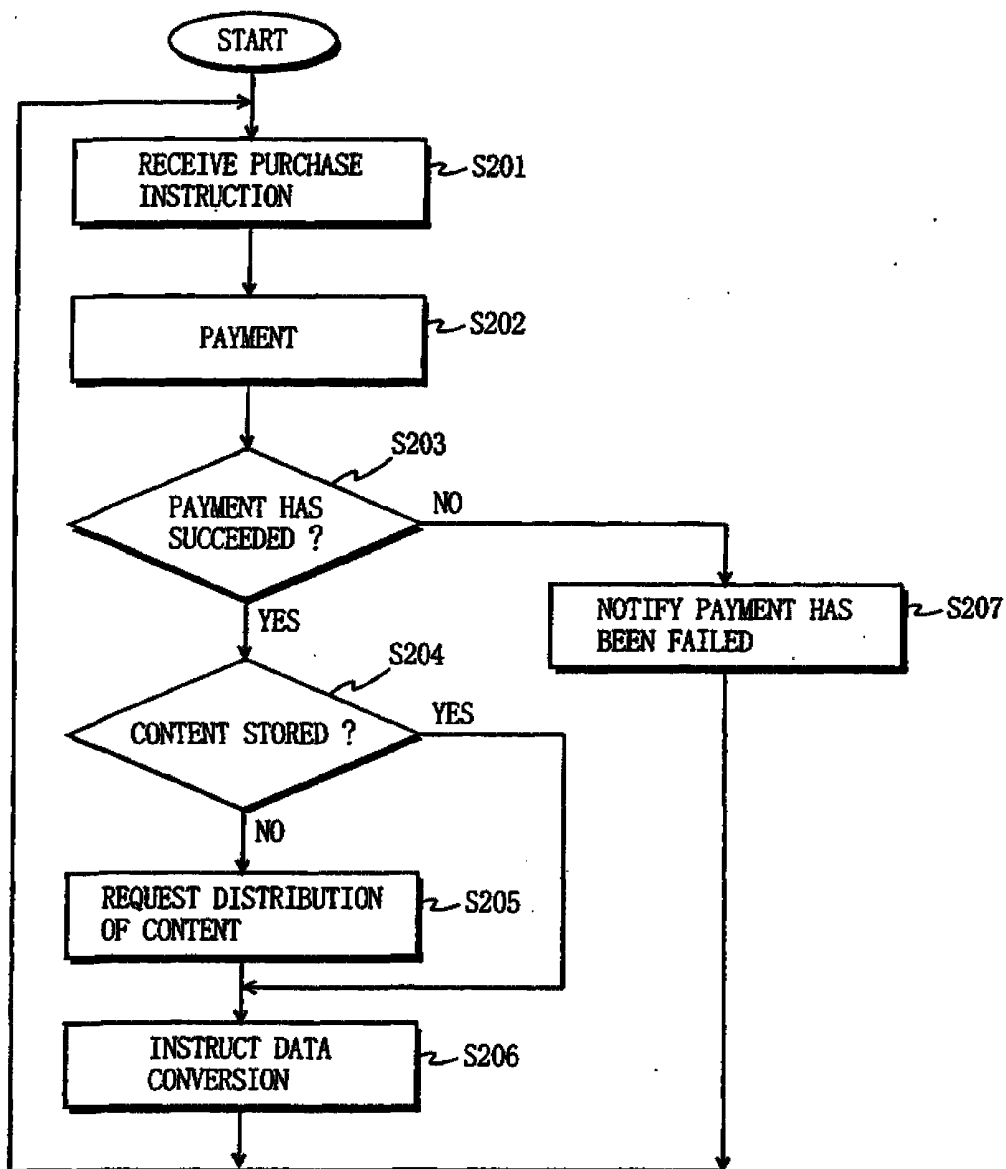 START
RECEIVE PURCHASE
INSTRUCTION
S201
PAYMENT
S202
S203
PAYMENT HAS
SUCCEEDED ?
NO
YES
NOTIFY PAYMENT HAS
BEEN FAILED
S207
S204
CONTENT STORED ?
YES
NO
REQUEST DISTRIBUTION
OF CONTENT
S205
INSTRUCT DATA
CONVERSION
S206